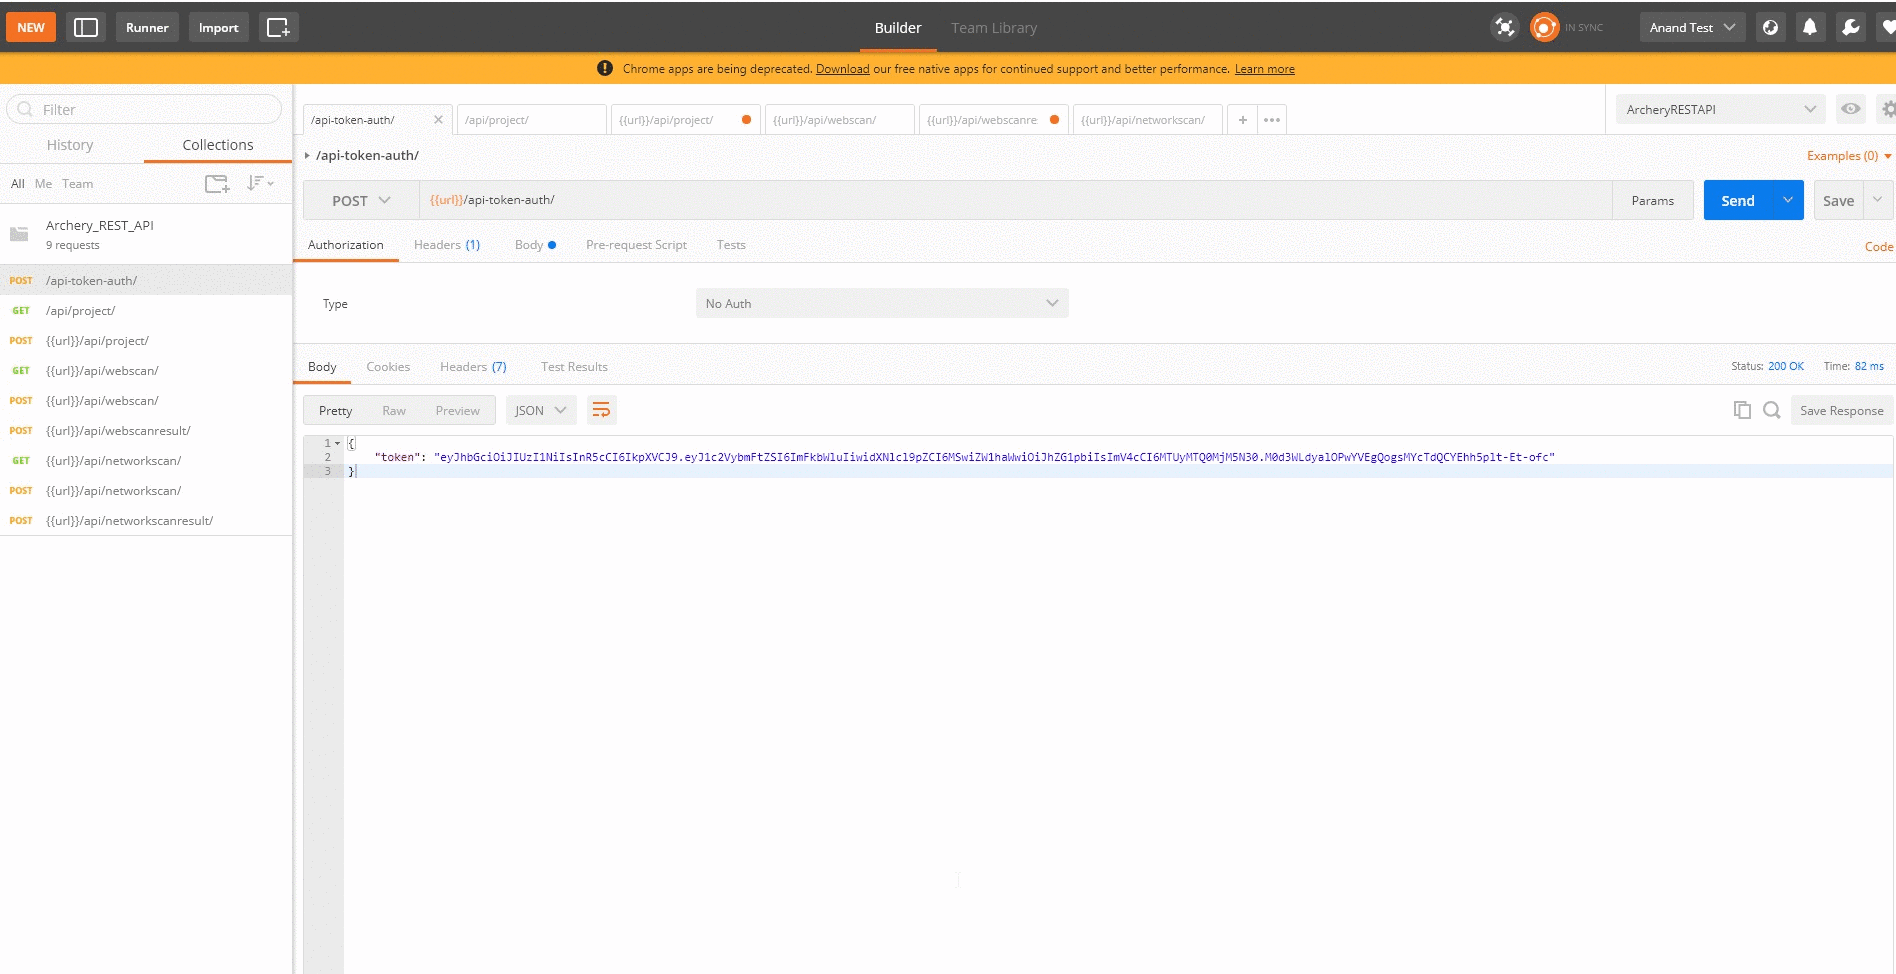 NEW Runner Import Builder Team Library IN SYNC Anand Test
Chrome apps are being deprecated. Download our free native apps for continued support and better performance. Learn more
Filter
History Collections
All Me Team
Archery_REST_API
9 requests
POST /api-token-auth/
GET /api/project/
POST {{url}}/api/project/
GET {{url}}/api/webscan/
POST {{url}}/api/webscan/
POST {{url}}/api/webscanresult/
GET {{url}}/api/networkscan/
POST {{url}}/api/networkscan/
POST {{url}}/api/networkscanresult/
/api-token-auth/ /api/project/ {{url}}/api/project/ {{url}}/api/webscan/ {{url}}/api/webscanre {{url}}/api/networkscan/ + ••• ArcheryRESTAPI
/api-token-auth/ Examples (0)
POST {{url}}/api-token-auth/ Params Send Save
Authorization Headers (1) Body Pre-request Script Tests Code
Type No Auth
Body Cookies Headers (7) Test Results Status: 200 OK Time: 82 ms
Pretty Raw Preview JSON Save Response
1 {
2 "token":
3 }